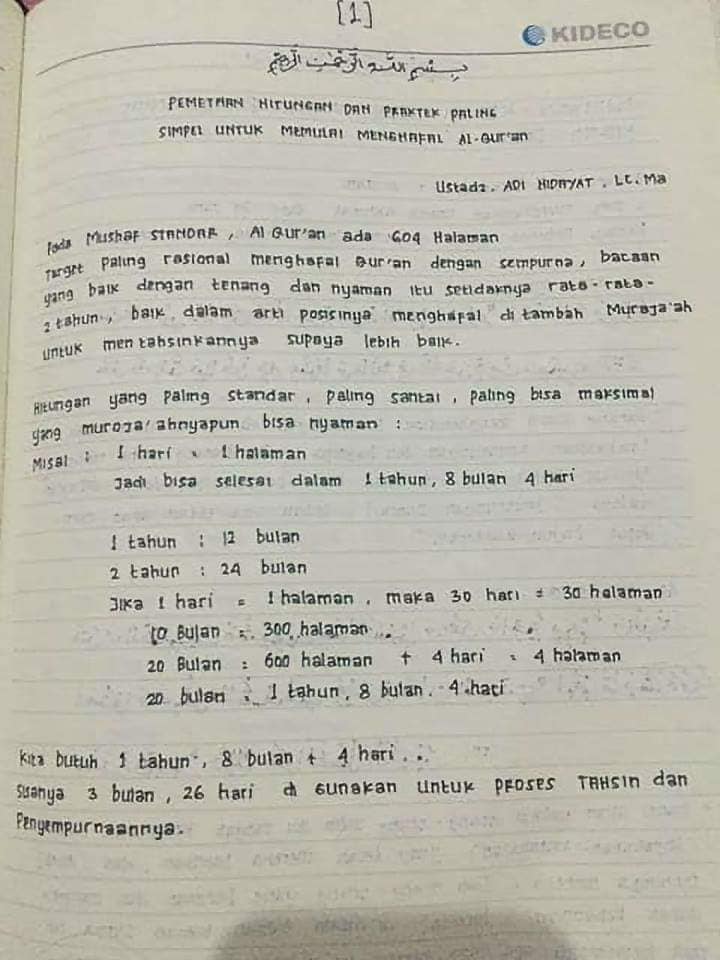 [1]
KIDECO
بسم الله الرحمن الرحيم
PEMETAAN HITUNGAN DAN PRAKTEK PALING
SIMPEL UNTUK MEMULAI MENGHAFAL Al-Qur'an
Ustadz. ADI HIDAYAT. LC. Ma
Pada Mushaf STANDAR, Al Qur'an ada 604 Halaman
Target Paling rasional menghafal Qur'an dengan sempurna, bacaan
yang baik dengan tenang dan nyaman itu setidaknya rata-rata-
2 tahun, baik dalam arti posisinya menghafal di tambah Muraja'ah
untuk mentahsinkannya supaya lebih baik.
Hitungan yang paling standar, paling santai, paling bisa maksimal
yang muroja'ahnyapun bisa nyaman :
Misal : 1 hari = 1 halaman
Jadi bisa selesai dalam 1 tahun, 8 bulan 4 hari
1 tahun : 12 bulan
2 tahun : 24 bulan
Jika 1 hari = 1 halaman, maka 30 hari = 30 halaman
10 Bulan = 300 halaman
20 Bulan = 600 halaman + 4 hari = 4 halaman
20 bulan = 1 tahun, 8 bulan. 4 hari
Kita butuh 1 tahun, 8 bulan + 4 hari..
Sisanya 3 bulan, 26 hari di Gunakan untuk PROSES TAHSIN dan
Penyempurnaannya.